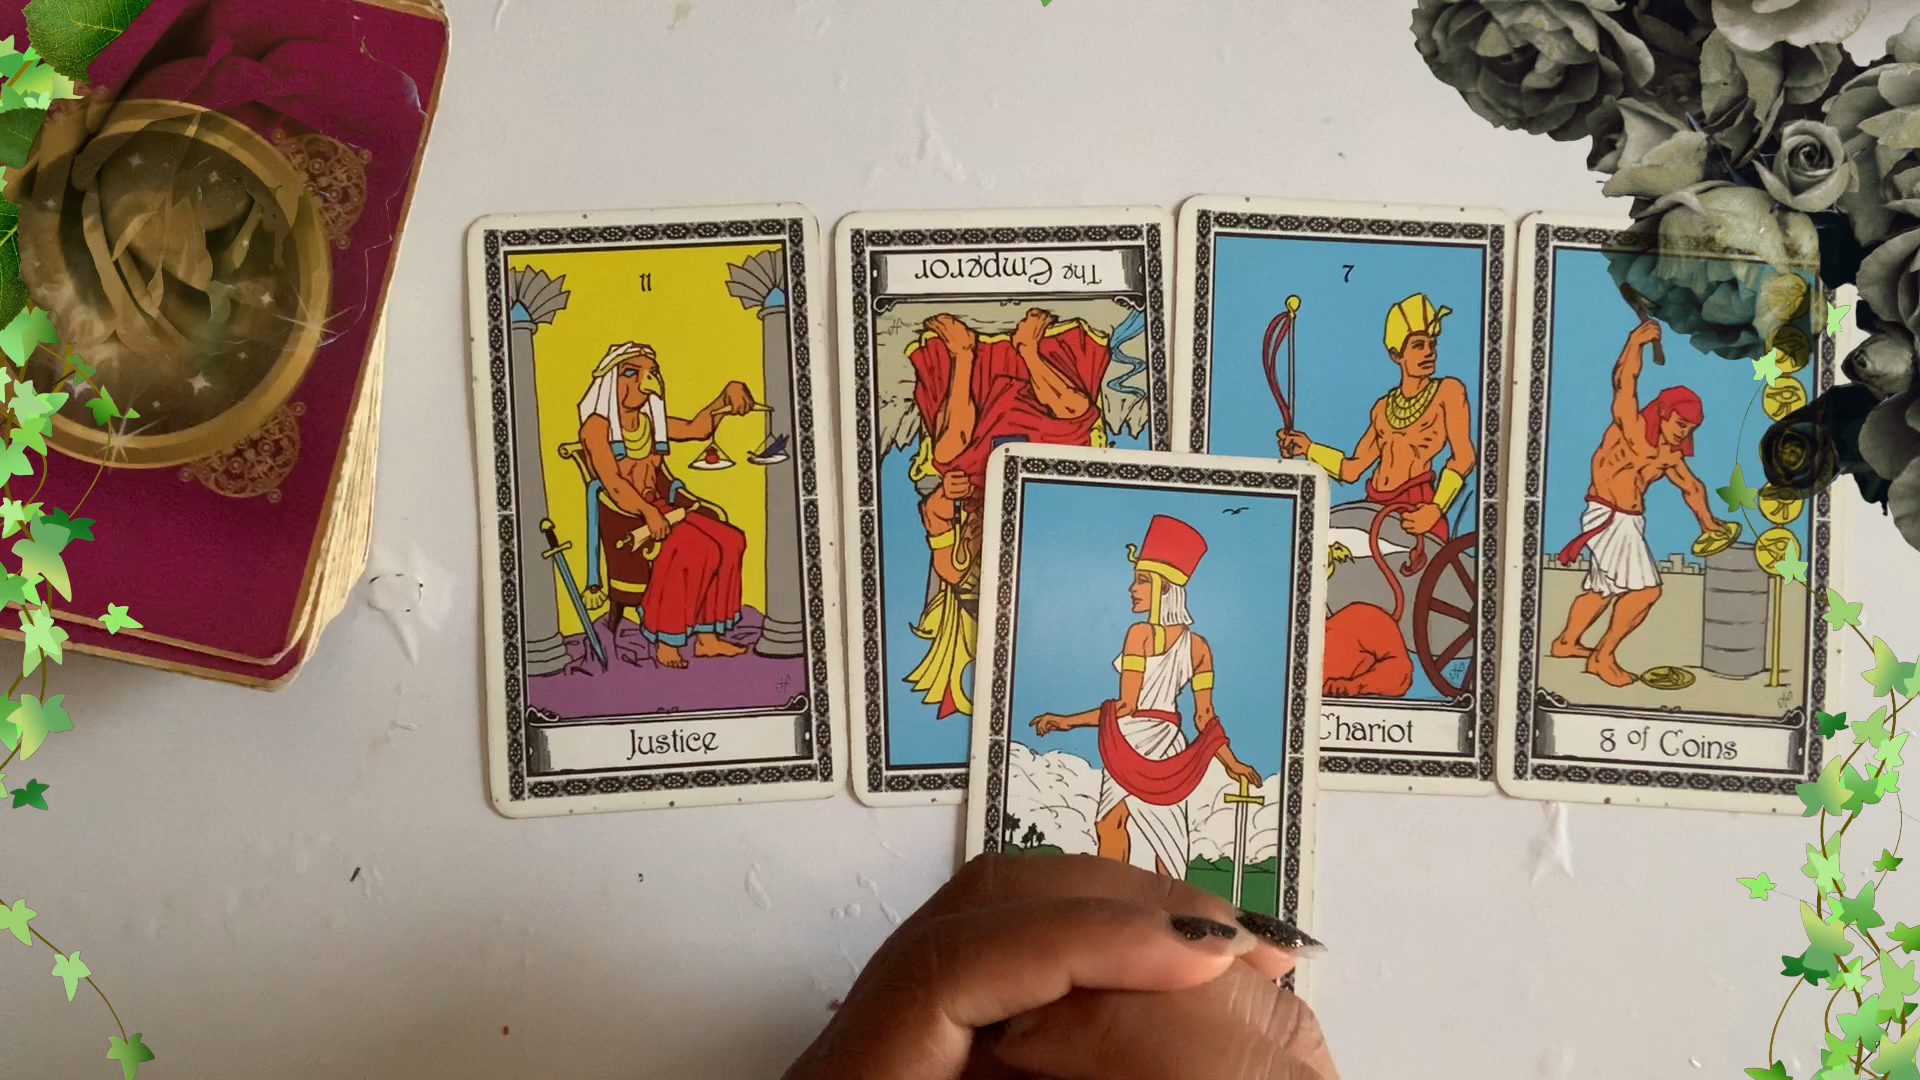 11
Justice
The Emperor
7
Chariot
8 of Coins